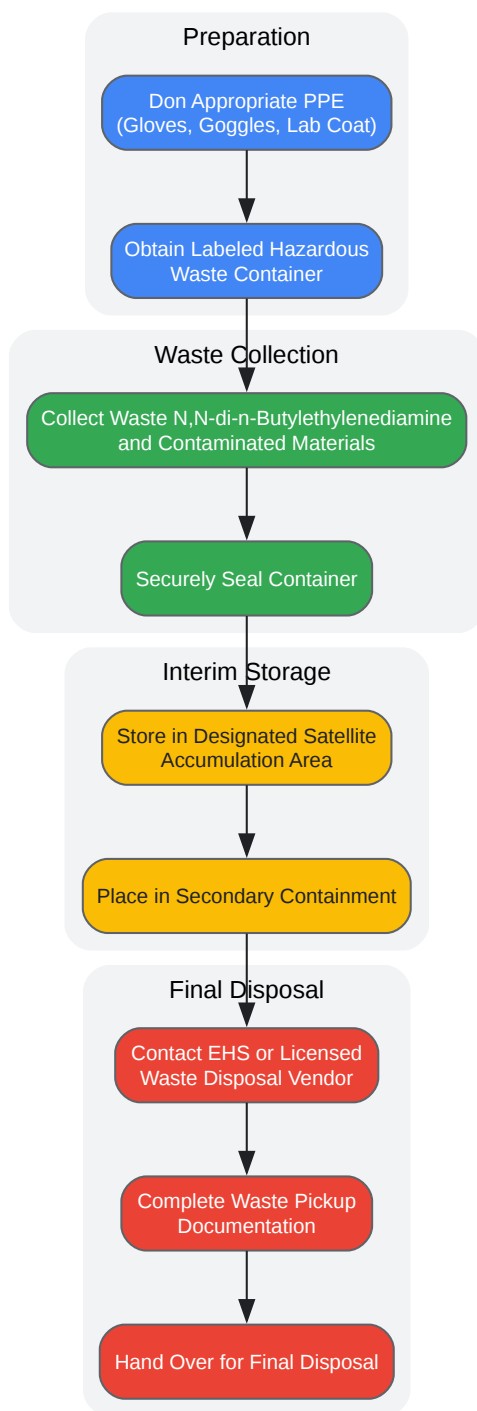 Preparation
Don Appropriate PPE
(Gloves, Goggles, Lab Coat)
Obtain Labeled Hazardous
Waste Container
Waste Collection
Collect Waste N,N-di-n-Butylethylenediamine
and Contaminated Materials
Securely Seal Container
Interim Storage
Store in Designated Satellite
Accumulation Area
Place in Secondary Containment
Final Disposal
Contact EHS or Licensed
Waste Disposal Vendor
Complete Waste Pickup
Documentation
Hand Over for Final Disposal